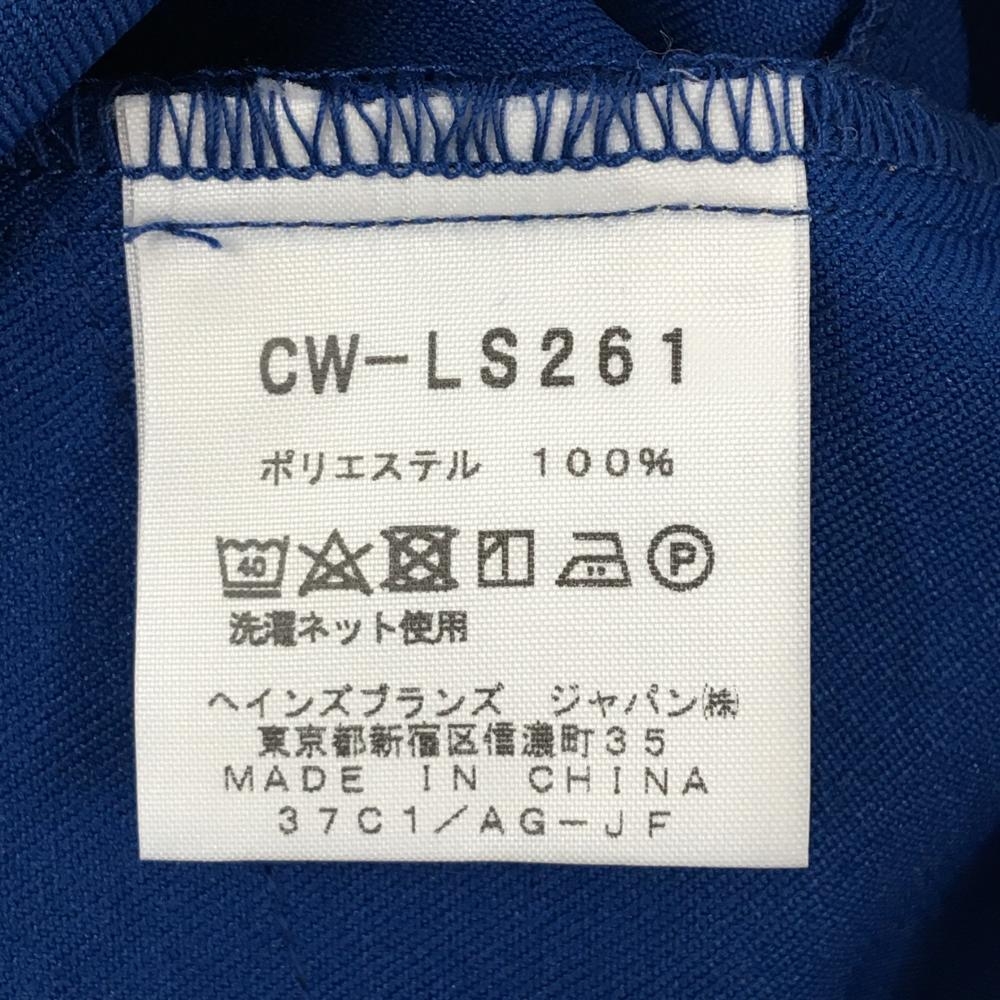 CW-LS261
ポリエステル 100%
40 P
洗濯ネット使用
ヘインズブランズ ジャパン㈱
東京都新宿区信濃町35
MADE IN CHINA
37C1/AG-JF